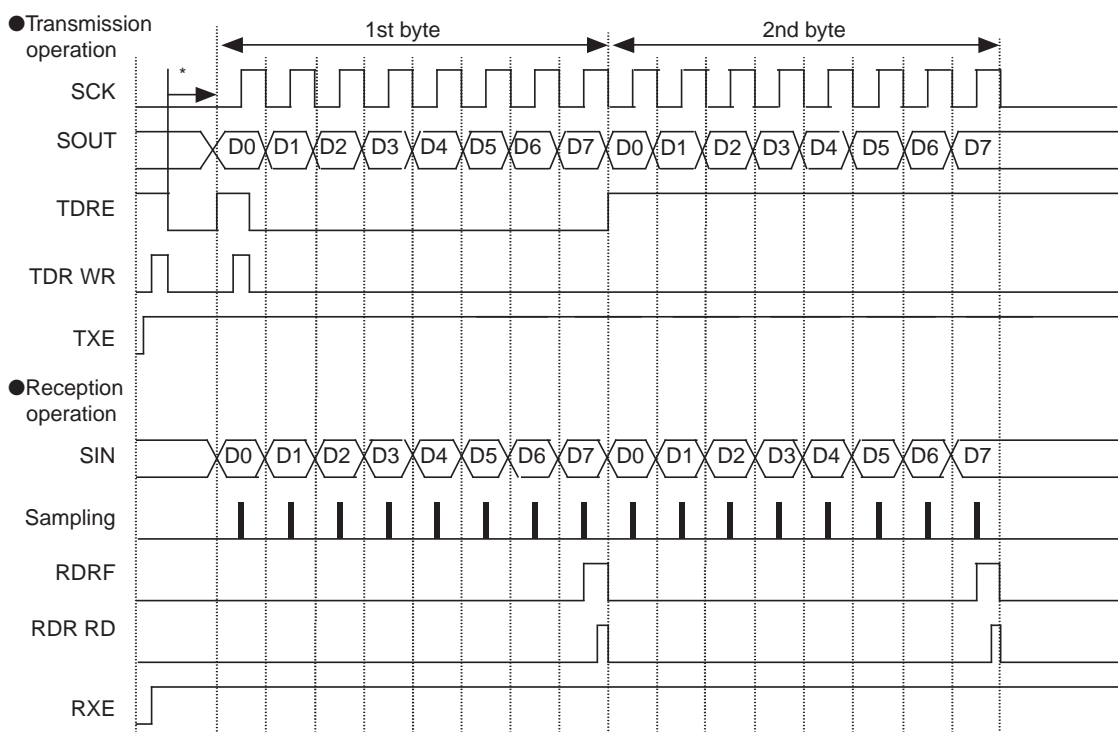 ●Transmission
operation
1st byte
2nd byte
*
SCK
SOUT D0 D1 D2 D3 D4 D5 D6 D7 D0 D1 D2 D3 D4 D5 D6 D7
TDRE
TDR WR
TXE
●Reception
operation
SIN D0 D1 D2 D3 D4 D5 D6 D7 D0 D1 D2 D3 D4 D5 D6 D7
Sampling
RDRF
RDR RD
RXE